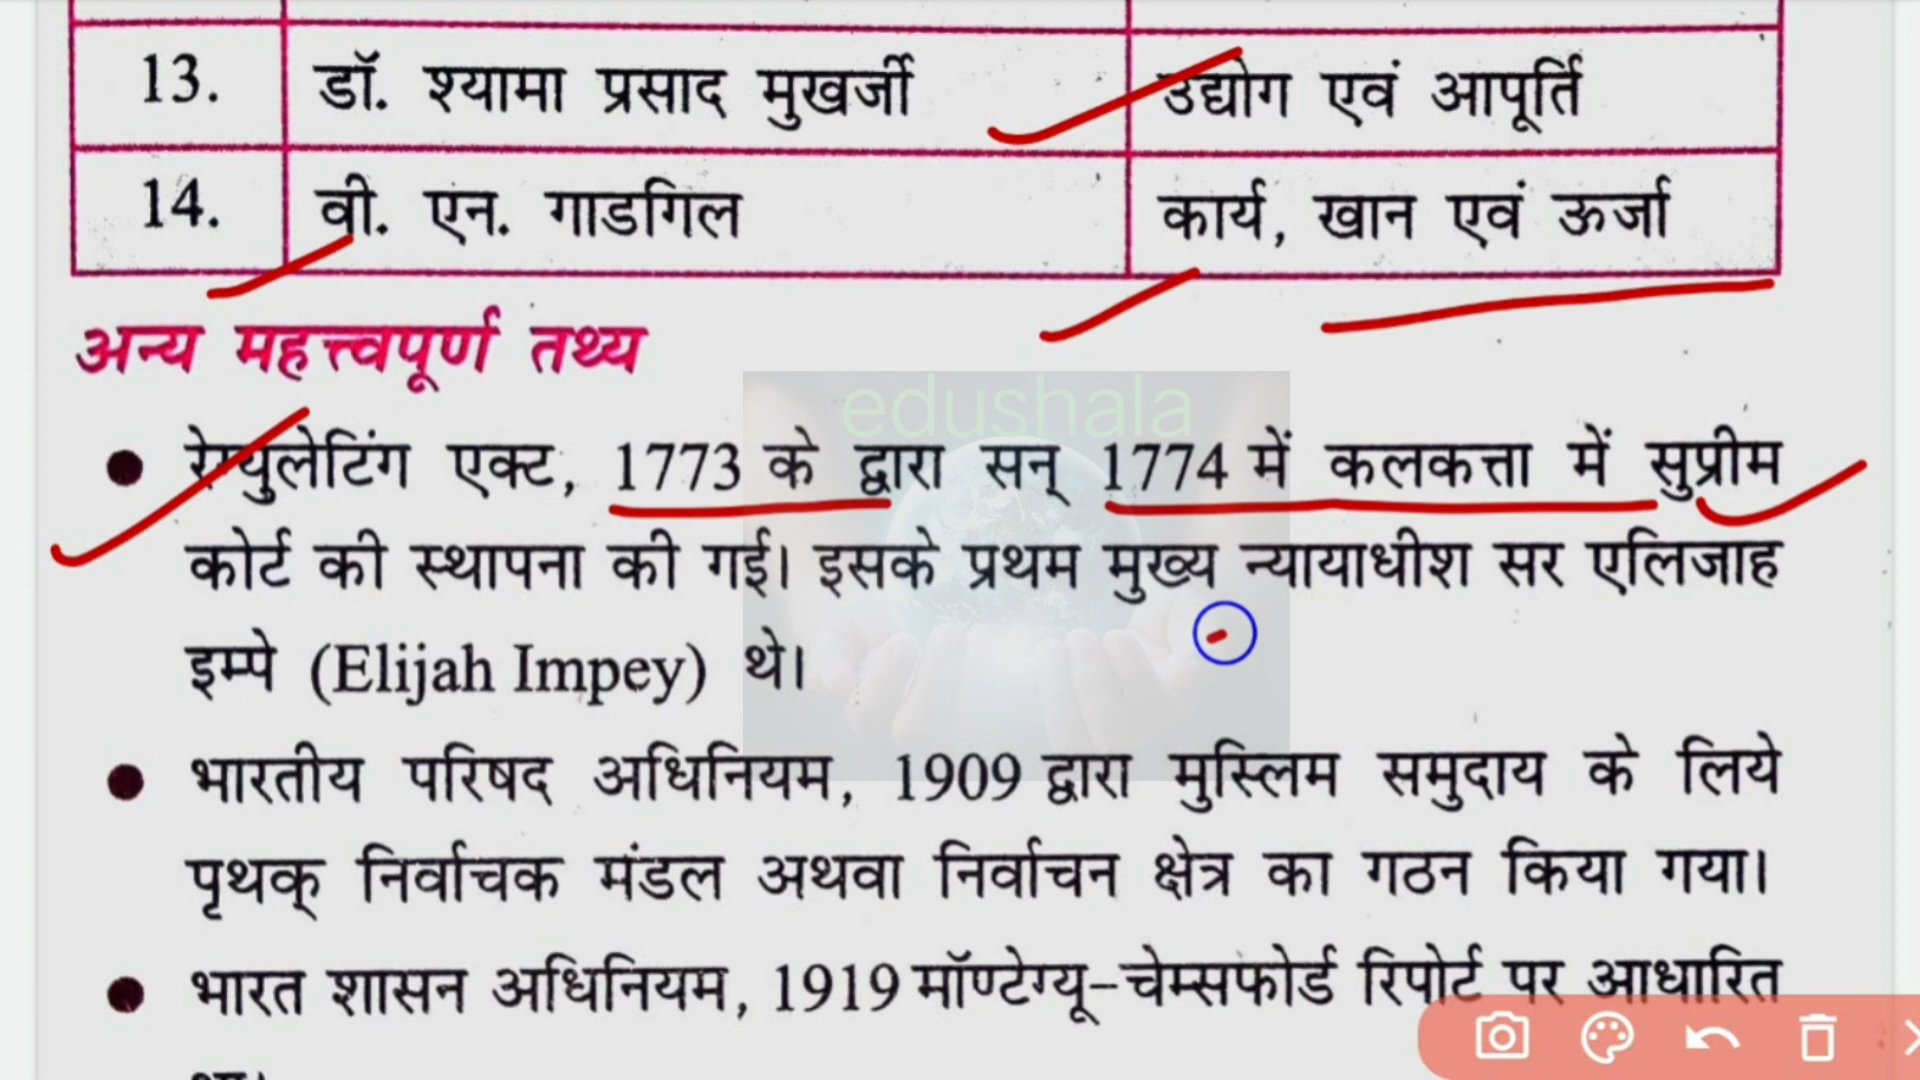 13. डॉ. श्यामा प्रसाद मुखर्जी उद्योग एवं आपूर्ति
14. वी. एन. गाडगिल कार्य, खान एवं ऊर्जा
अन्य महत्त्वपूर्ण तथ्य
edushala
● रेग्युलेटिंग एक्ट, 1773 के द्वारा सन् 1774 में कलकत्ता में सुप्रीम
कोर्ट की स्थापना की गई। इसके प्रथम मुख्य न्यायाधीश सर एलिजाह
इम्पे (Elijah Impey) थे।
● भारतीय परिषद अधिनियम, 1909 द्वारा मुस्लिम समुदाय के लिये
पृथक् निर्वाचक मंडल अथवा निर्वाचन क्षेत्र का गठन किया गया।
● भारत शासन अधिनियम, 1919 मॉण्टेग्यू-चेम्सफोर्ड रिपोर्ट पर आधारित